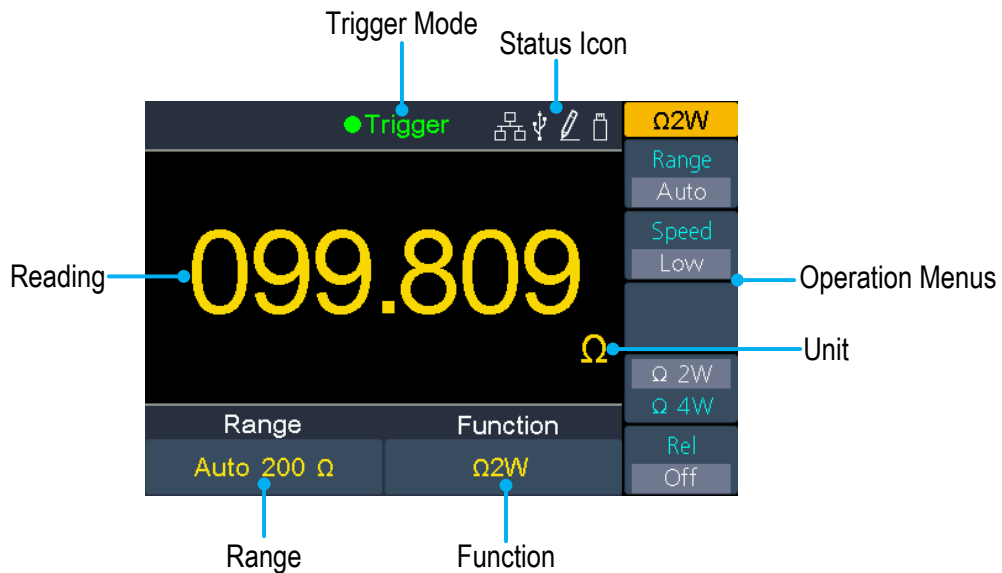 Trigger Mode
Status Icon
Trigger
Ω2W
Range
Auto
Speed
Low
Reading
099.809
Operation Menus
Ω
Unit
Ω 2W
Ω 4W
Range
Function
Rel
Off
Auto 200 Ω
Ω2W
Range
Function